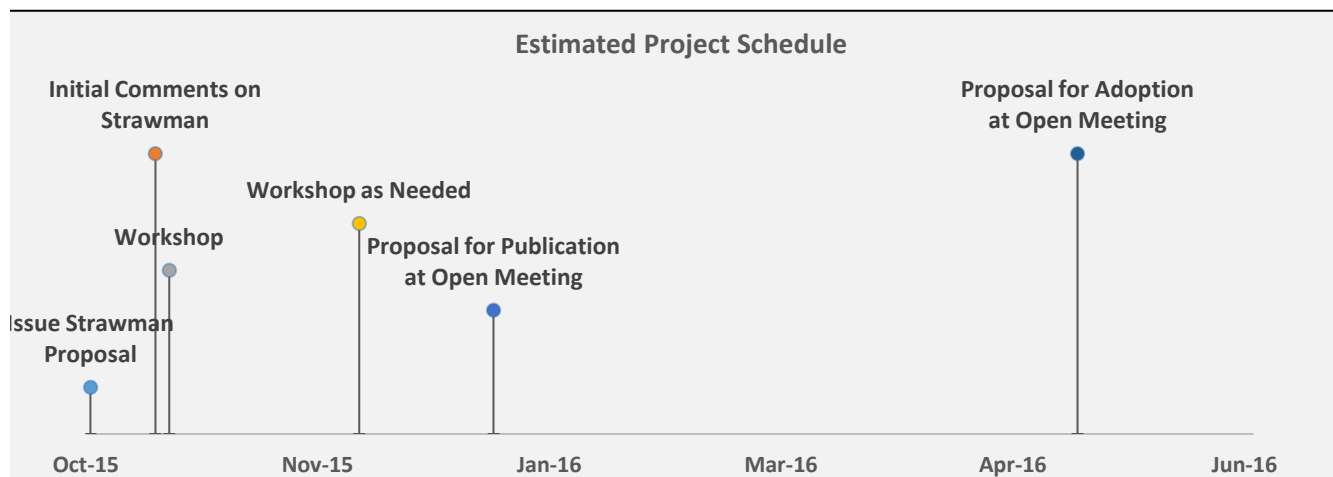 Estimated Project Schedule
Initial Comments on
Strawman
Proposal for Adoption
at Open Meeting
Workshop as Needed
Workshop
Proposal for Publication
at Open Meeting
Issue Strawman
Proposal
Oct-15
Nov-15
Jan-16
Mar-16
Apr-16
Jun-16